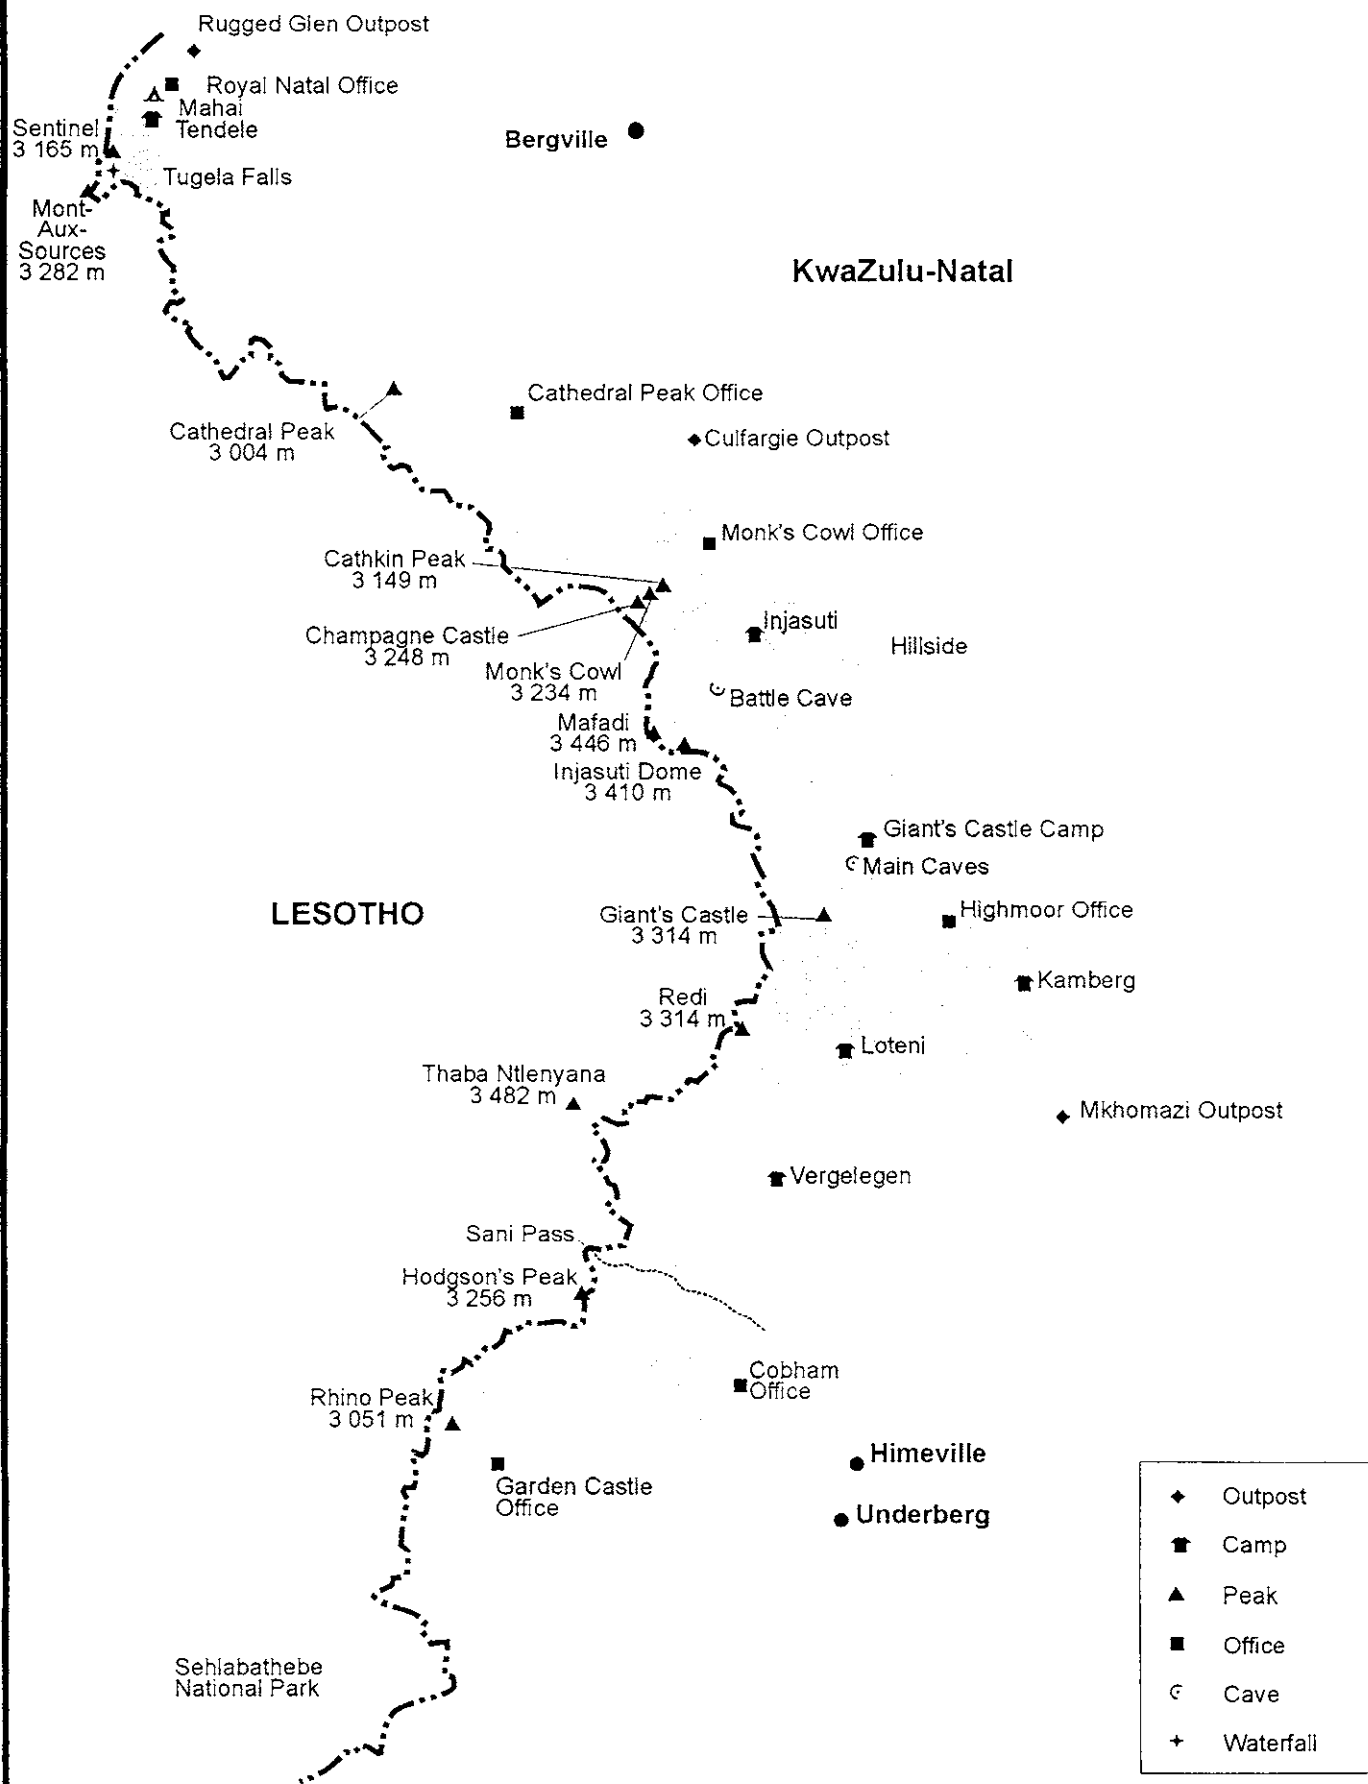 Rugged Glen Outpost
Royal Natal Office
Mahai
Tendele
Sentinel
3 165 m
Bergville
Tugela Falls
Mont-
Aux-
Sources
3 282 m
KwaZulu-Natal
Cathedral Peak Office
Cathedral Peak
3 004 m
Culfargie Outpost
Monk's Cowl Office
Cathkin Peak
3 149 m
Injasuti
Champagne Castle
3 248 m
Hillside
Monk's Cowl
3 234 m
Battle Cave
Mafadi
3 446 m
Injasuti Dome
3 410 m
Giant's Castle Camp
Main Caves
LESOTHO
Giant's Castle
3 314 m
Highmoor Office
Kamberg
Redi
3 314 m
Loteni
Thaba Ntlenyana
3 482 m
Mkhomazi Outpost
Vergelegen
Sani Pass
Hodgson's Peak
3 256 m
Cobham
Office
Rhino Peak
3 051 m
Himeville
Garden Castle
Office
Underberg
Outpost
Camp
Peak
Office
Cave
Waterfall
Sehlabathebe
National Park